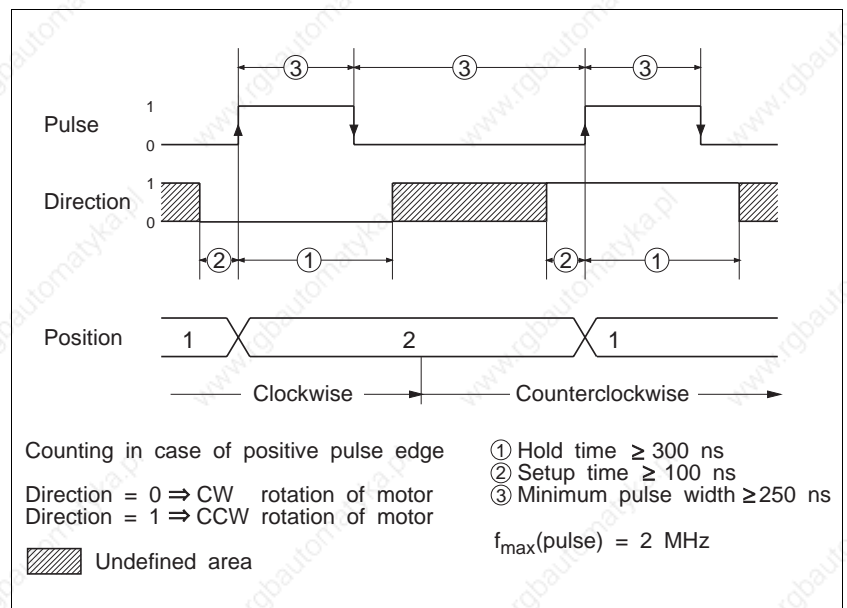 ③ ③ ③
Pulse 1
0
Direction 1
0
② ① ② ①
Position 1 2 1
Clockwise Counterclockwise
Counting in case of positive pulse edge
Direction = 0 ⇒ CW rotation of motor
Direction = 1 ⇒ CCW rotation of motor
Undefined area
① Hold time ≥ 300 ns
② Setup time ≥ 100 ns
③ Minimum pulse width ≥ 250 ns
fmax(pulse) = 2 MHz
www.rgbautomatyka.pl